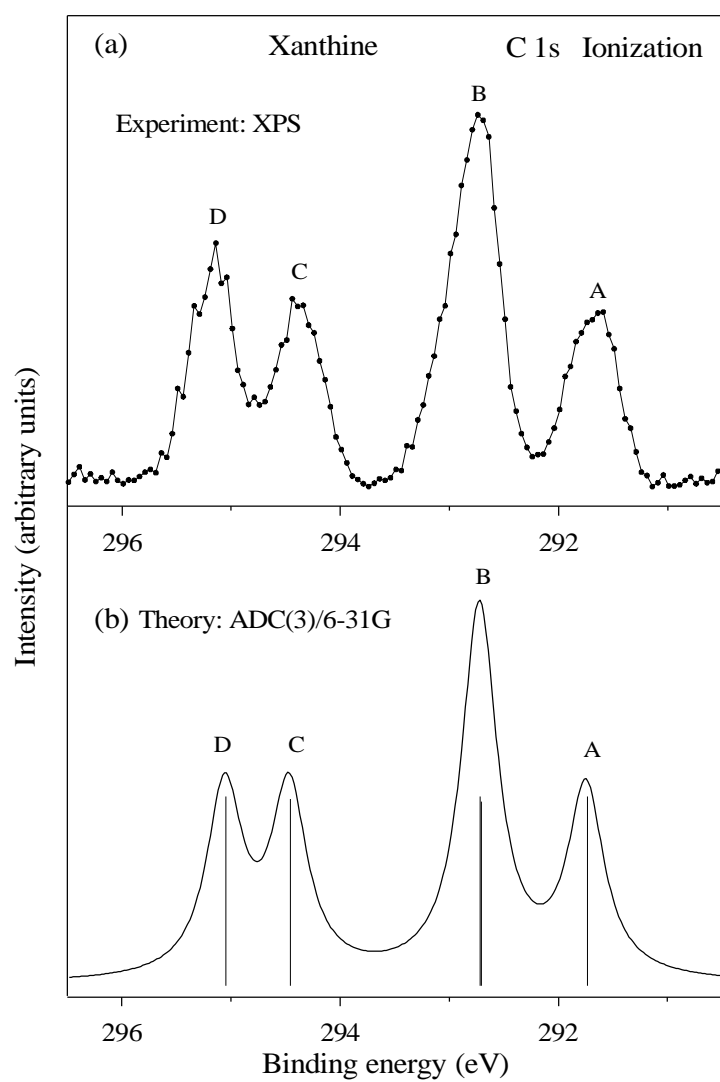 (a) Xanthine C 1s Ionization
B
Experiment: XPS
D
C
A
296 294 292
B
(b) Theory: ADC(3)/6-31G
D C
A
296 294 292
Binding energy (eV)
Intensity (arbitrary units)